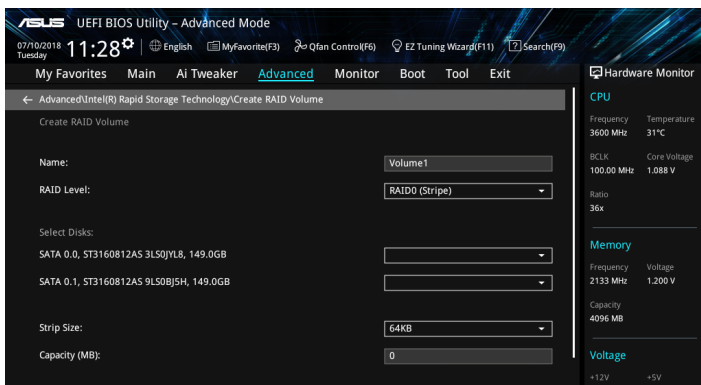 ASUS UEFI BIOS Utility – Advanced Mode
07/10/2018 Tuesday 11:28 English MyFavorite(F3) Qfan Control(F6) EZ Tuning Wizard(F11) ? Search(F9)
My Favorites Main Ai Tweaker Advanced Monitor Boot Tool Exit
← Advanced\Intel(R) Rapid Storage Technology\Create RAID Volume
Create RAID Volume
Name: Volume1
RAID Level: RAID0 (Stripe)
Select Disks:
SATA 0.0, ST3160812AS 3LS0JYL8, 149.0GB
SATA 0.1, ST3160812AS 9LS0BJ5H, 149.0GB
Strip Size: 64KB
Capacity (MB): 0
Hardware Monitor
CPU
Frequency Temperature
3600 MHz 31°C
BCLK Core Voltage
100.00 MHz 1.088 V
Ratio
36x
Memory
Frequency Voltage
2133 MHz 1.200 V
Capacity
4096 MB
Voltage
+12V +5V